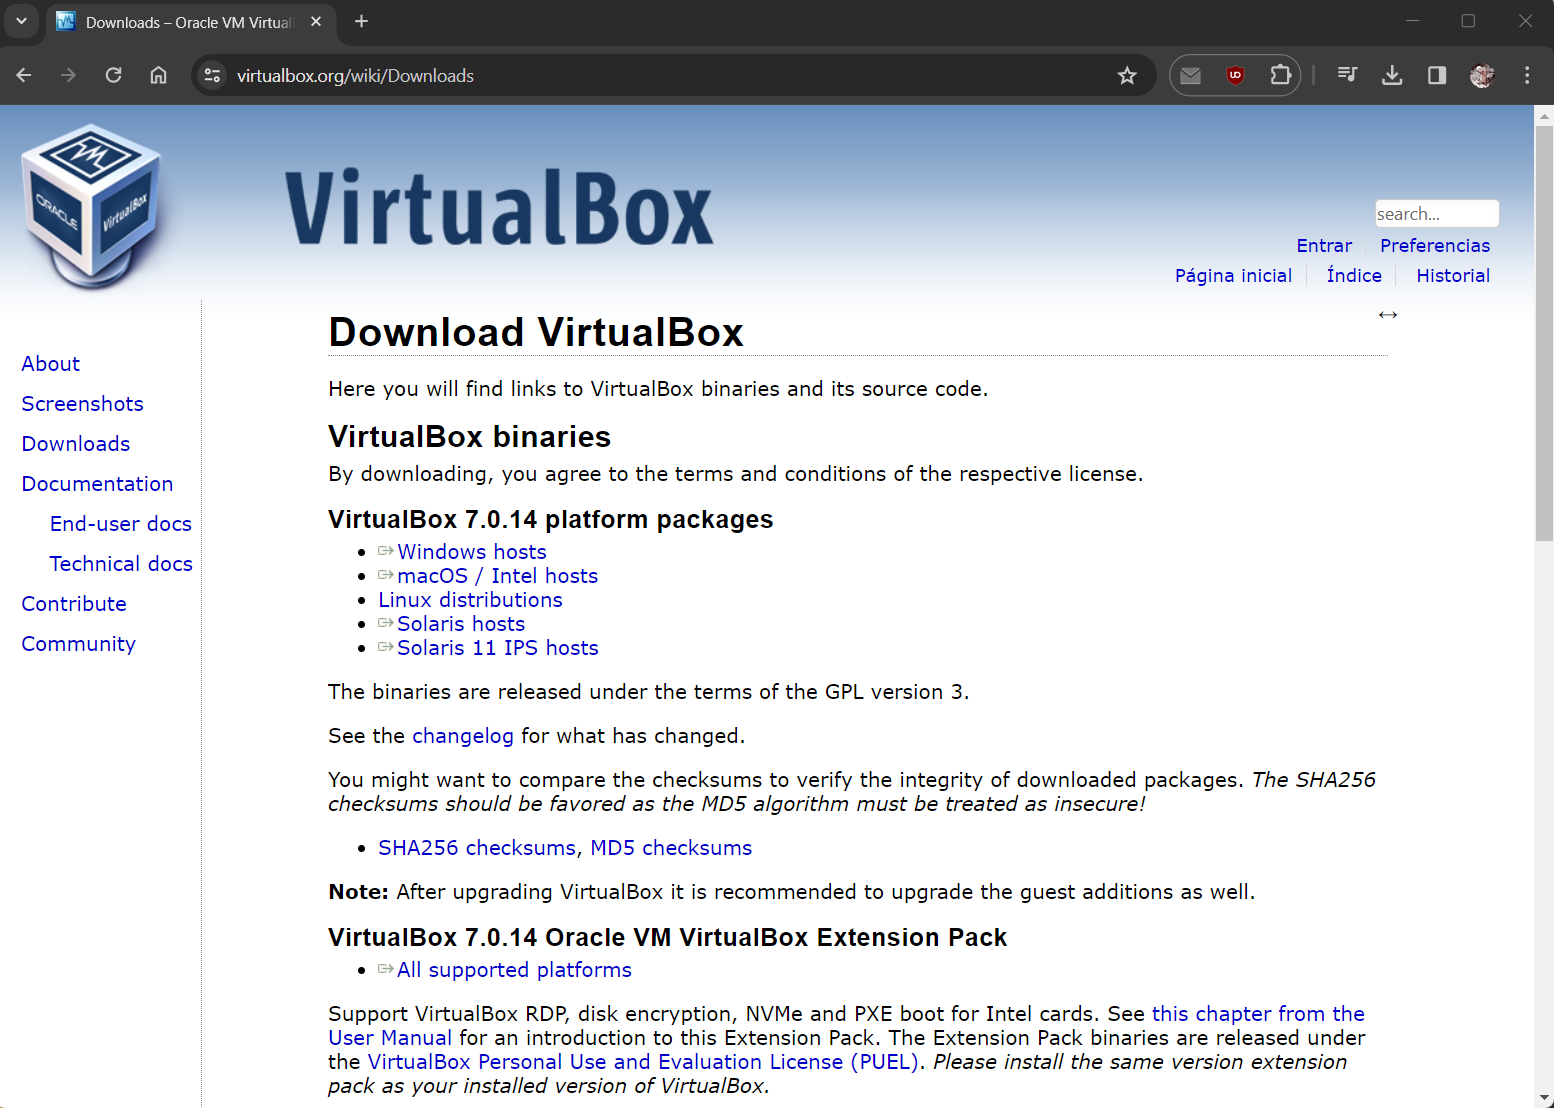 Downloads – Oracle VM Virtual
virtualbox.org/wiki/Downloads
ORACLE
VirtualBox
VirtualBox
search...
Entrar
Preferencias
Página inicial
Índice
Historial
About
Screenshots
Downloads
Documentation
End-user docs
Technical docs
Contribute
Community
Download VirtualBox
Here you will find links to VirtualBox binaries and its source code.
VirtualBox binaries
By downloading, you agree to the terms and conditions of the respective license.
VirtualBox 7.0.14 platform packages
Windows hosts
macOS / Intel hosts
Linux distributions
Solaris hosts
Solaris 11 IPS hosts
The binaries are released under the terms of the GPL version 3.
See the changelog for what has changed.
You might want to compare the checksums to verify the integrity of downloaded packages. The SHA256
checksums should be favored as the MD5 algorithm must be treated as insecure!
SHA256 checksums, MD5 checksums
Note: After upgrading VirtualBox it is recommended to upgrade the guest additions as well.
VirtualBox 7.0.14 Oracle VM VirtualBox Extension Pack
All supported platforms
Support VirtualBox RDP, disk encryption, NVMe and PXE boot for Intel cards. See this chapter from the
User Manual for an introduction to this Extension Pack. The Extension Pack binaries are released under
the VirtualBox Personal Use and Evaluation License (PUEL). Please install the same version extension
pack as your installed version of VirtualBox.